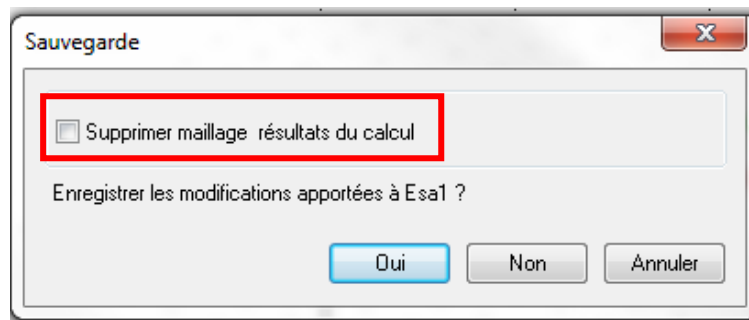 Sauvegarde
Supprimer maillage résultats du calcul
Enregistrer les modifications apportées à Esa1 ?
Oui Non Annuler